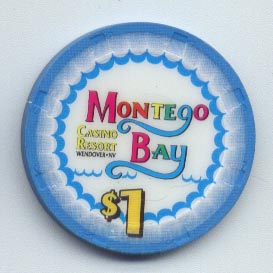 MONTEGO
CASINO
RESORT
WENDOVER • NV
BAY
$1